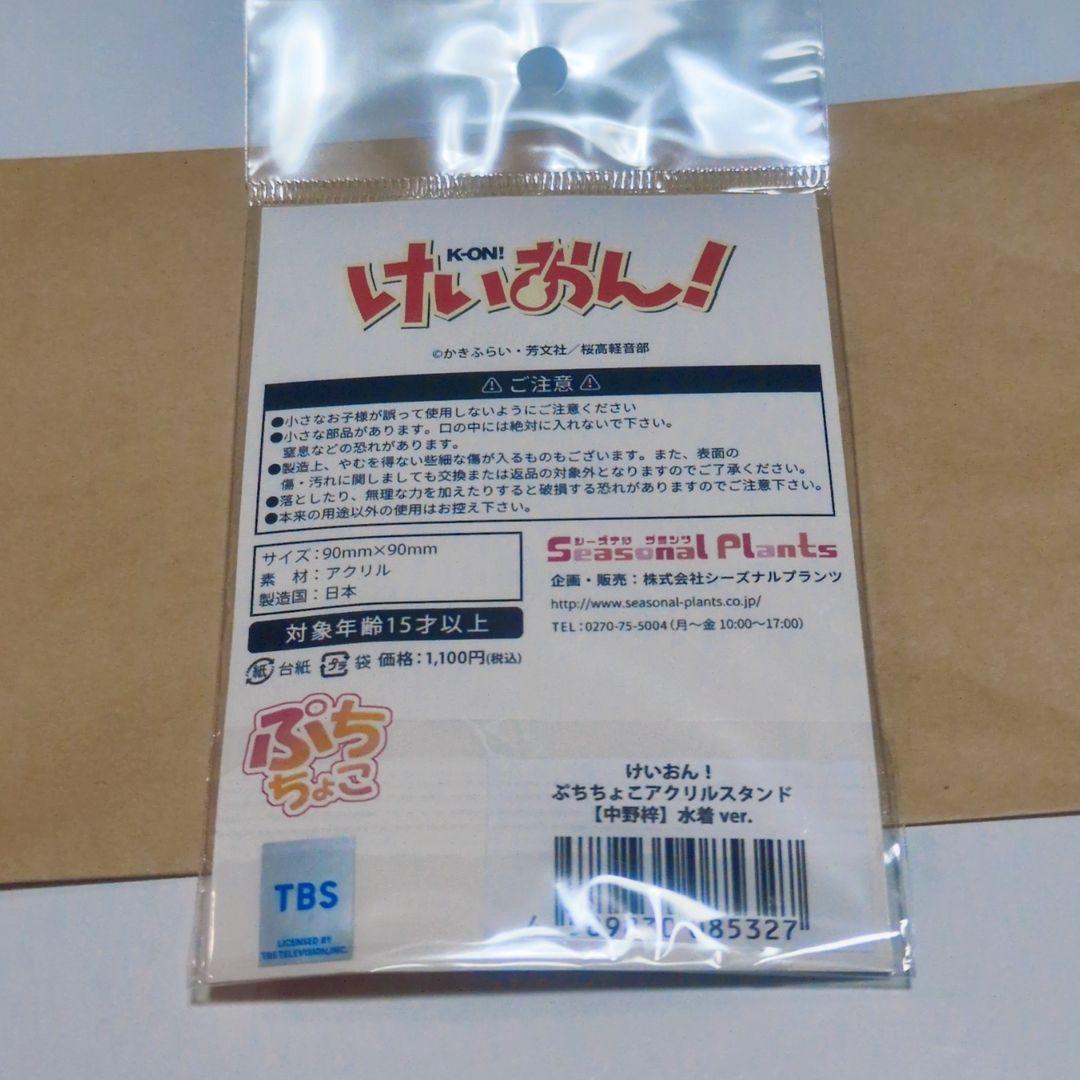 K-ON!
けいおん!
©かきふらい・芳文社/桜高軽音部
⚠ご注意⚠
●小さなお子様が誤って使用しないようにご注意ください
●小さな部品があります。口の中には絶対に入れないで下さい。
窒息などの恐れがあります。
●製造上、やむを得ない些細な傷が入るものもございます。また、表面の
傷・汚れに関しましても交換または返品の対象外となりますのでご了承ください。
●落としたり、無理な力を加えたりすると破損する恐れがありますのでご注意下さい。
●本来の用途以外の使用はお控え下さい。
サイズ:90mm×90mm
素 材:アクリル
製造国:日本
対象年齢15才以上
紙 台紙 プラ 袋 価格:1,100円(税込)
シーズナル プランツ
Seasonal Plants
企画・販売:株式会社シーズナルプランツ
http://www.seasonal-plants.co.jp/
TEL:0270-75-5004(月〜金 10:00〜17:00)
ぷち
ちょこ
TBS
LICENSED BY
TBS TELEVISION, INC.
けいおん!
ぷちちょこアクリルスタンド
【中野梓】水着 ver.
85327